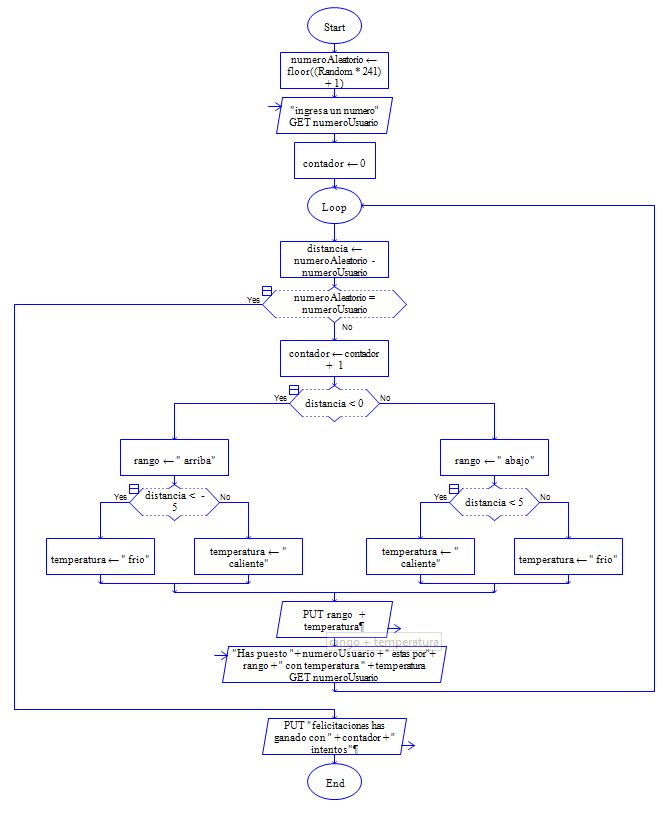 Start
numeroAleatorio ←
floor((Random * 241)
+ 1)
"ingresa un numero"
GET numeroUsuario
contador ← 0
Loop
distancia ←
numeroAleatorio -
numeroUsuario
numeroAleatorio =
numeroUsuario
Yes
No
contador ← contador
+ 1
distancia < 0
Yes
No
rango ← " arriba"
rango ← " abajo"
distancia < -
5
Yes
No
distancia < 5
Yes
No
temperatura ← " frio"
temperatura ← "
caliente"
temperatura ← "
caliente"
temperatura ← " frio"
PUT rango +
temperatura¶
rango + temperatura
"Has puesto "+numeroUsuario+" estas por"+
rango +" con temperatura " +temperatura
GET numeroUsuario
PUT "felicitaciones has
ganado con " +contador+"
intentos "¶
End